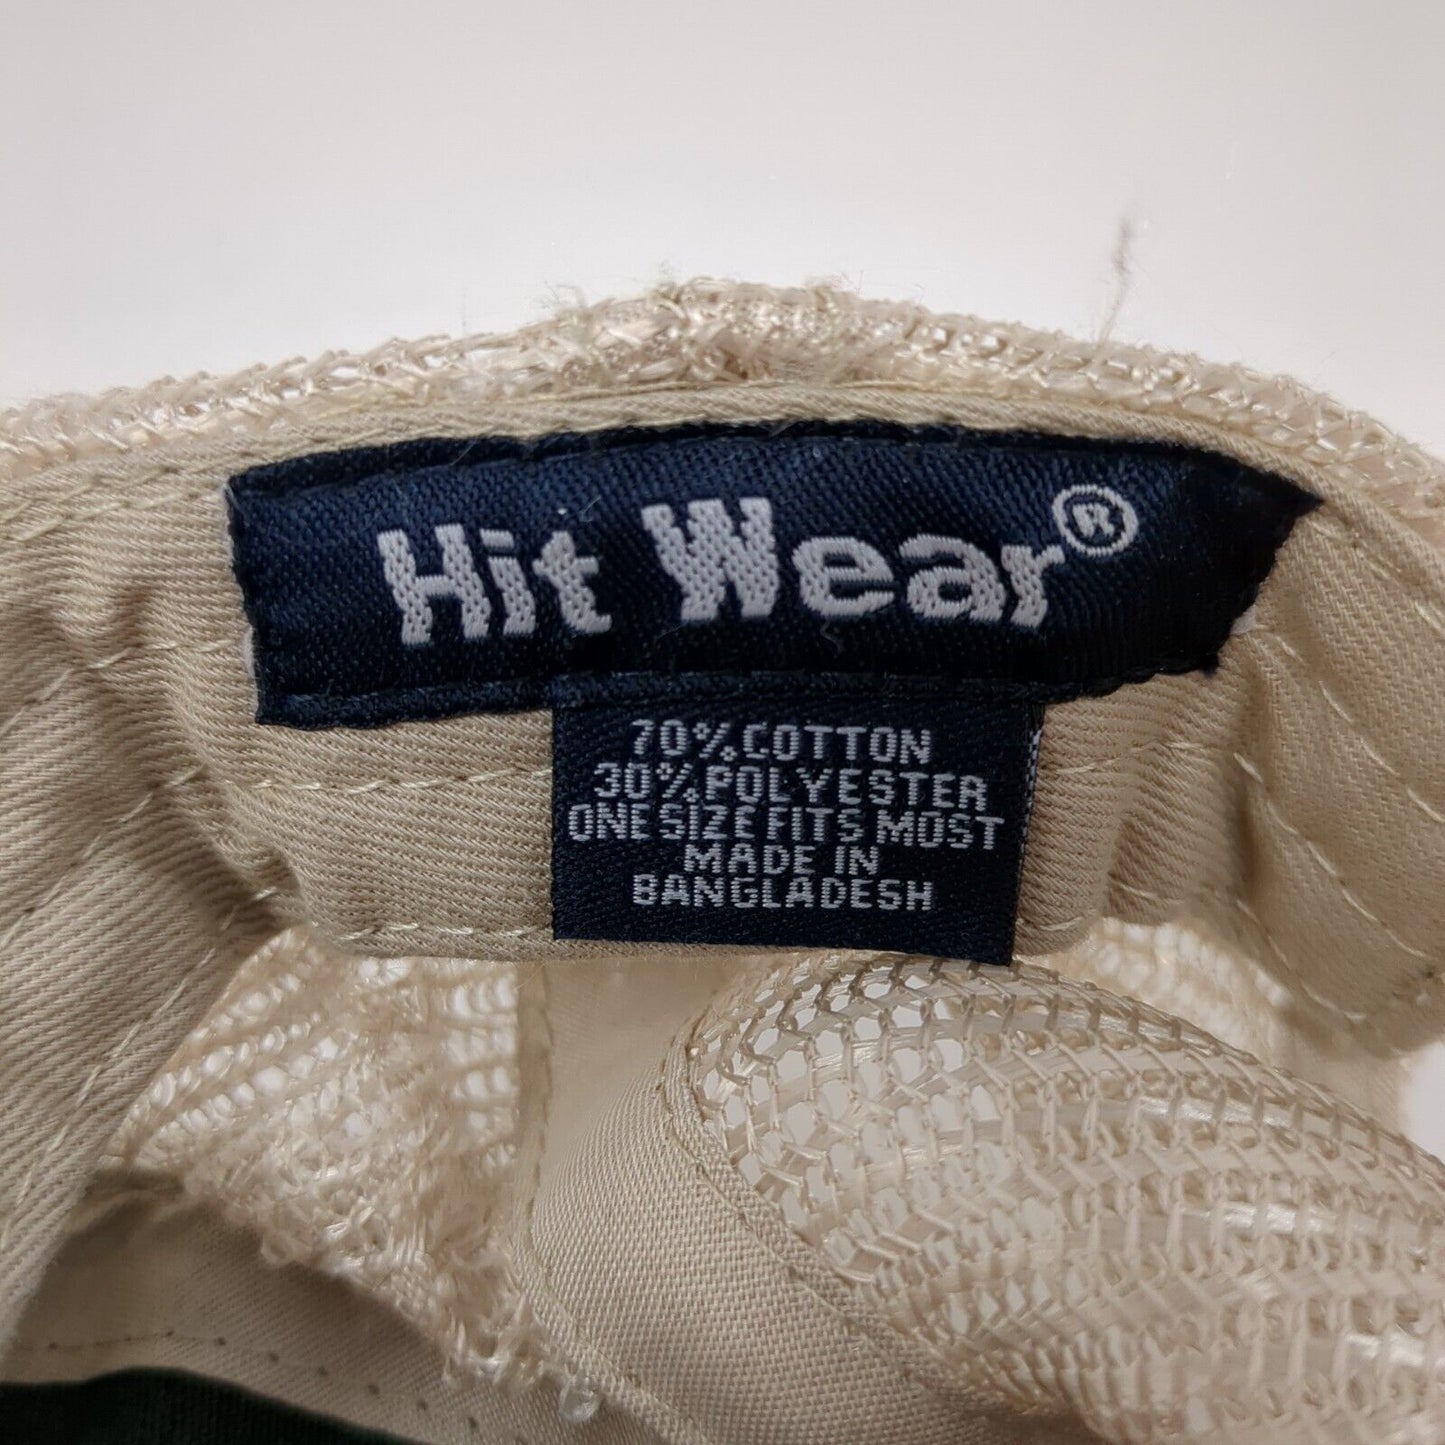 Hit Wear®
70% COTTON
30% POLYESTER
ONE SIZE FITS MOST
MADE IN
BANGLADESH